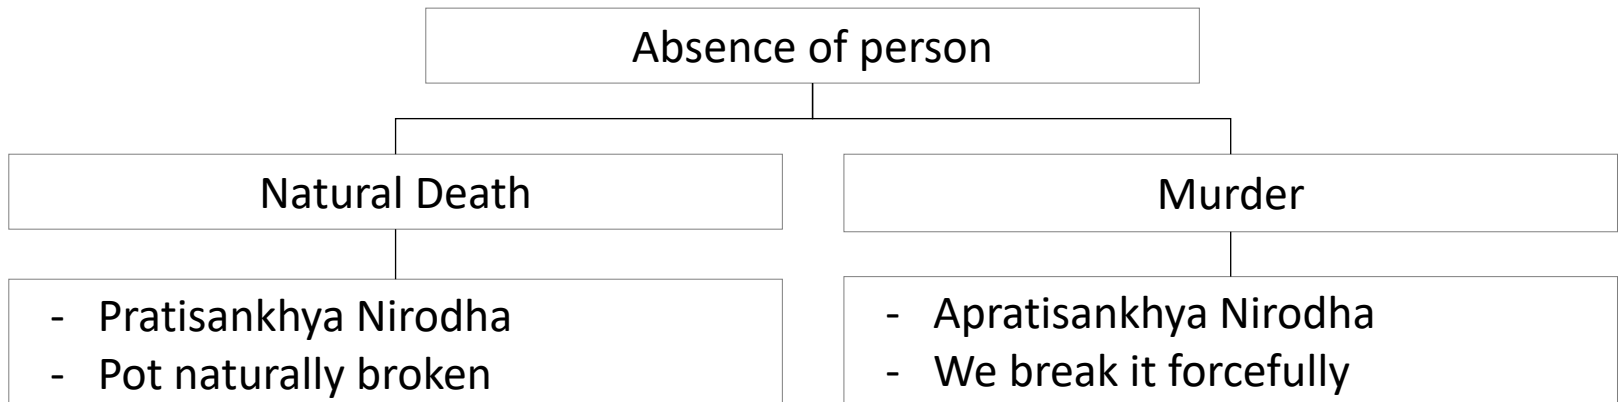 Absence of person
Natural Death
Murder
- Pratisankhya Nirodha
- Pot naturally broken
- Apratisankhya Nirodha
- We break it forcefully